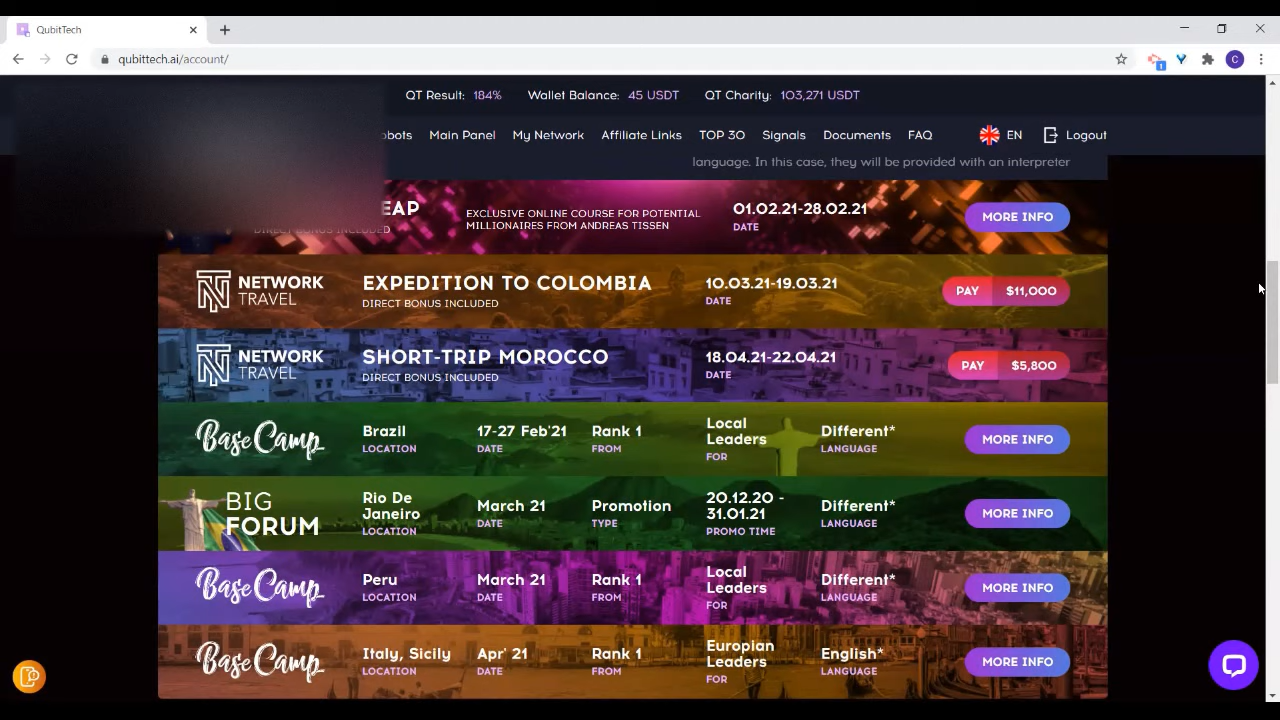 QubitTech
qubittech.ai/account/
C
QT Result: 184% Wallet Balance: 45 USDT QT Charity: 103,271 USDT
obots Main Panel My Network Affiliate Links TOP 30 Signals Documents FAQ EN Logout
language. In this case, they will be provided with an interpreter
EAP
DIRECT BONUS INCLUDED
EXCLUSIVE ONLINE COURSE FOR POTENTIAL
MILLIONAIRES FROM ANDREAS TISSEN
01.02.21-28.02.21
DATE
MORE INFO
NETWORK
TRAVEL
EXPEDITION TO COLOMBIA
DIRECT BONUS INCLUDED
10.03.21-19.03.21
DATE
PAY $11,000
NETWORK
TRAVEL
SHORT-TRIP MOROCCO
DIRECT BONUS INCLUDED
18.04.21-22.04.21
DATE
PAY $5,800
Base Camp
Brazil
LOCATION
17-27 Feb'21
DATE
Rank 1
FROM
Local
Leaders
FOR
Different*
LANGUAGE
MORE INFO
BIG
FORUM
Rio De
Janeiro
LOCATION
March 21
DATE
Promotion
TYPE
20.12.20 -
31.01.21
PROMO TIME
Different*
LANGUAGE
MORE INFO
Base Camp
Peru
LOCATION
March 21
DATE
Rank 1
FROM
Local
Leaders
FOR
Different*
LANGUAGE
MORE INFO
Base Camp
Italy, Sicily
LOCATION
Apr' 21
DATE
Rank 1
FROM
Europian
Leaders
FOR
English*
LANGUAGE
MORE INFO